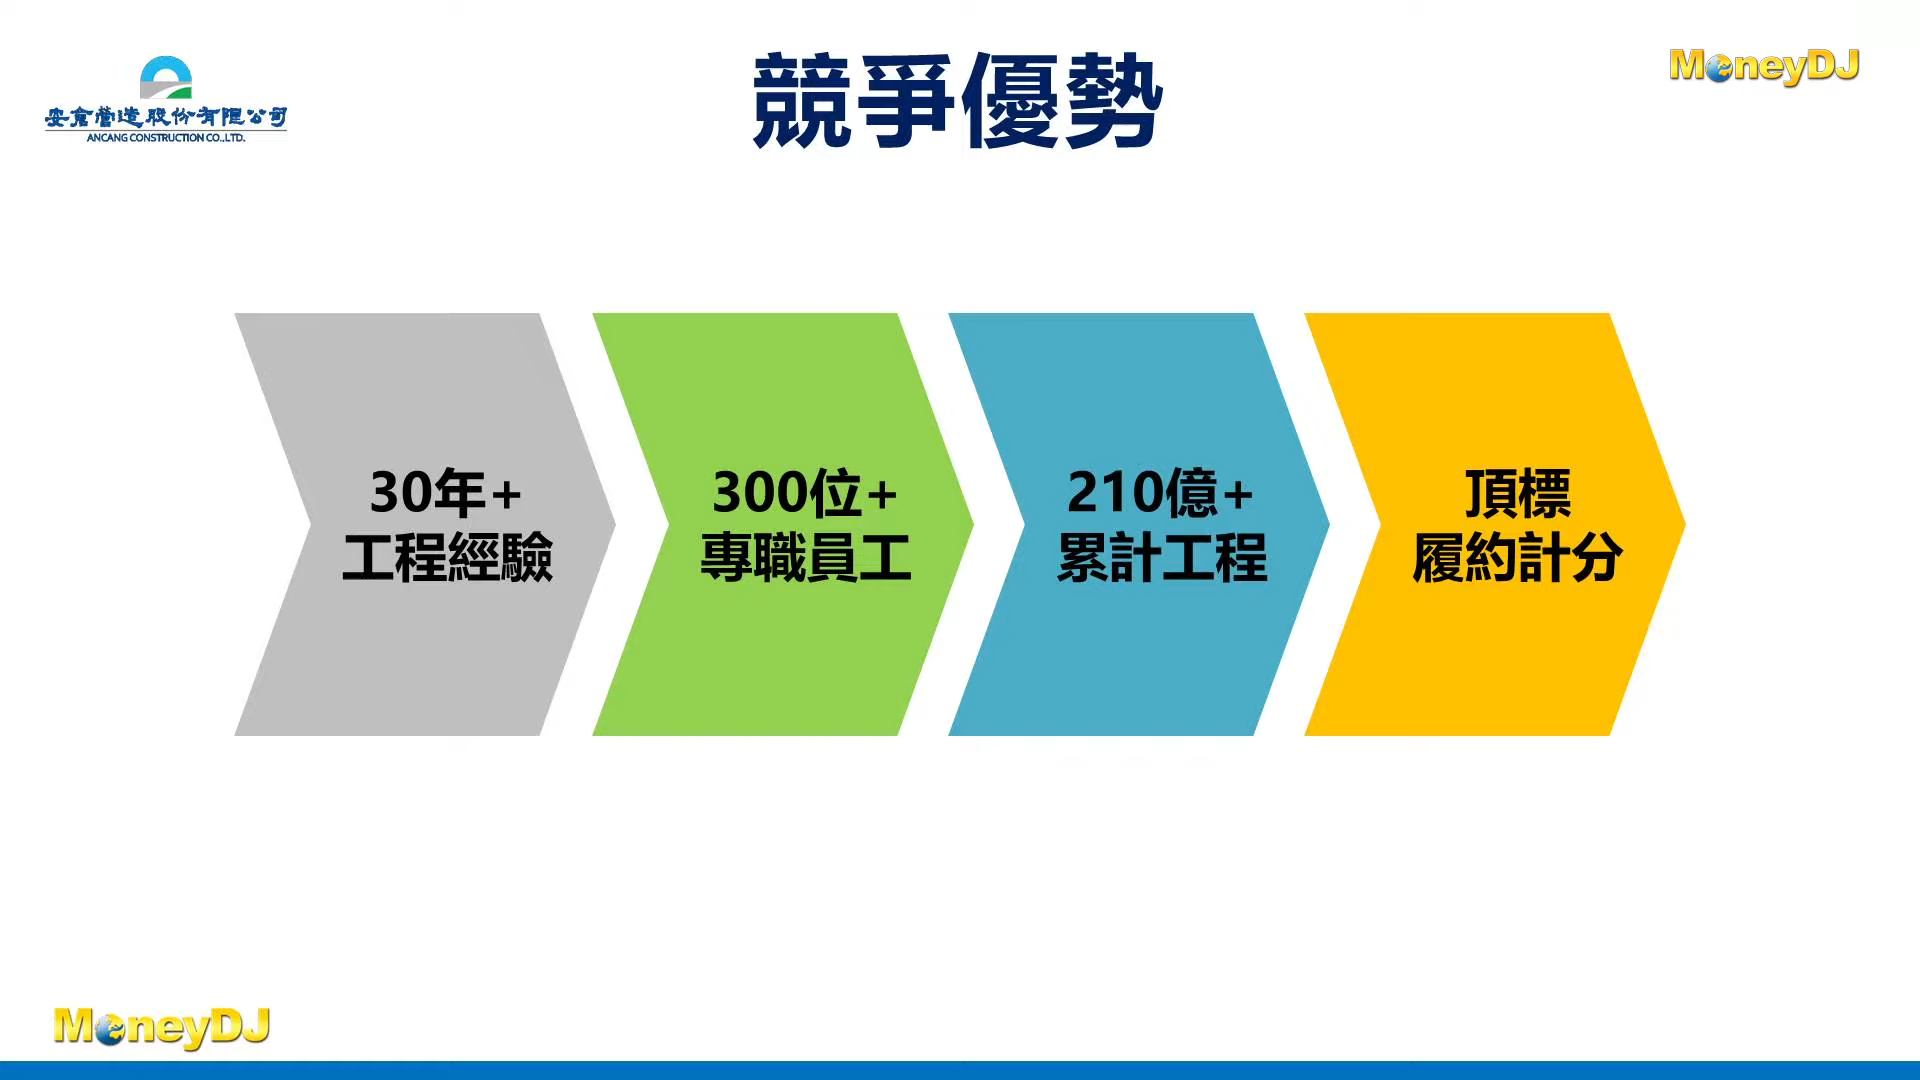 安倉營造股份有限公司
ANCANG CONSTRUCTION CO.,LTD.
競爭優勢
MoneyDJ
30年+
工程經驗
300位+
專職員工
210億+
累計工程
頂標
履約計分
MoneyDJ